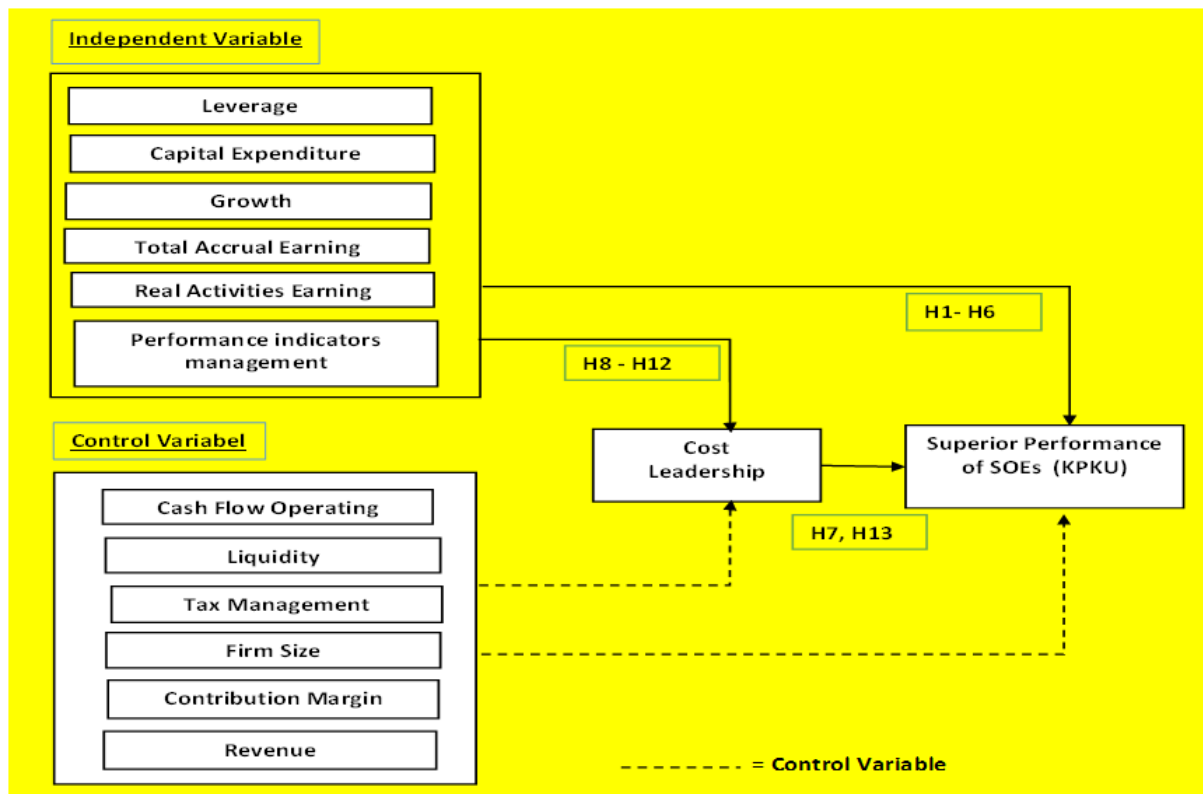 Independent Variable
Leverage
Capital Expenditure
Growth
Total Accrual Earning
Real Activities Earning
Performance indicators
management
H1- H6
H8 - H12
Control Variabel
Cost
Leadership
Superior Performance
of SOEs (KPKU)
H7, H13
Cash Flow Operating
Liquidity
Tax Management
Firm Size
Contribution Margin
Revenue
= Control Variable